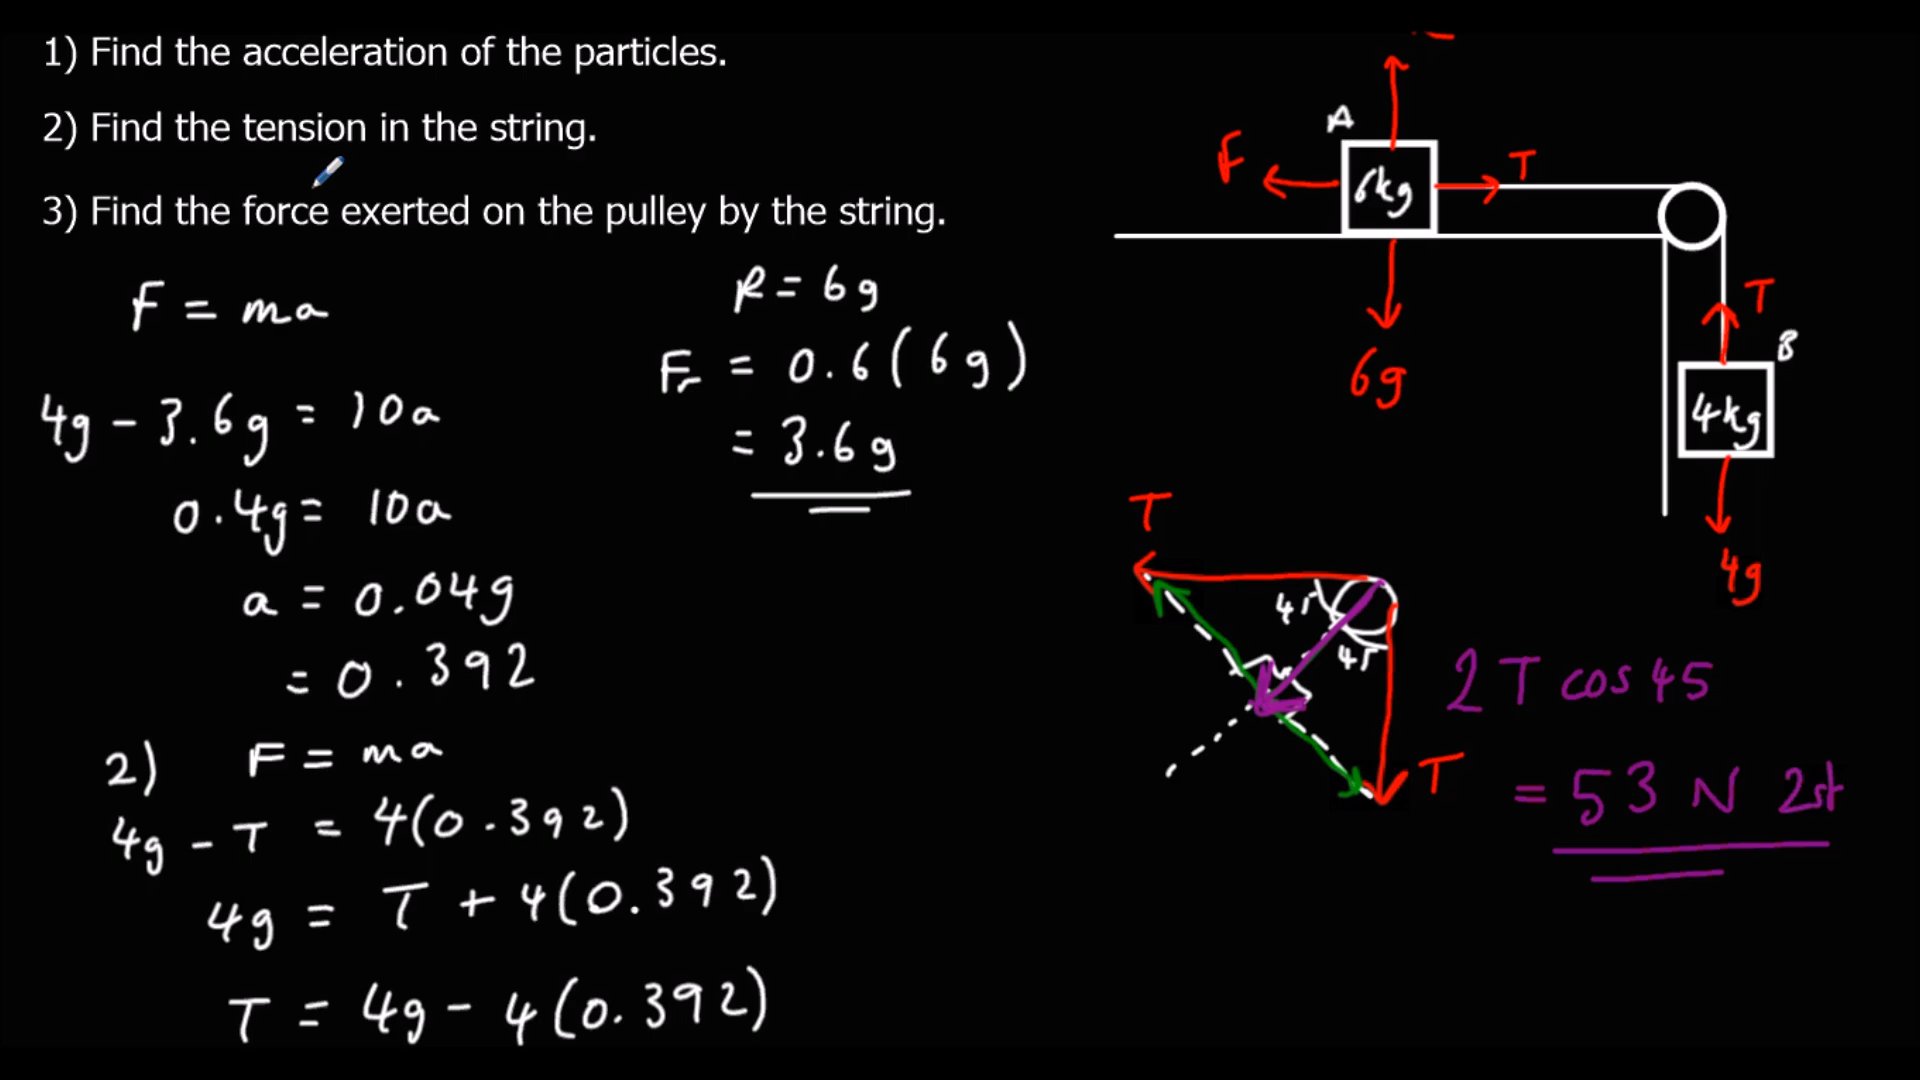 1) Find the acceleration of the particles.
2) Find the tension in the string.
3) Find the force exerted on the pulley by the string.
F = ma
4g - 3.6g = 10a
0.4g = 10a
a = 0.04g
= 0.392
2) F = ma
4g - T = 4(0.392)
4g = T + 4(0.392)
T = 4g - 4(0.392)
R = 6g
Fr = 0.6(6g)
= 3.6g
A
F
6kg
T
6g
T
B
4kg
4g
T
45
45
T
2T cos 45
= 53 N 2sf